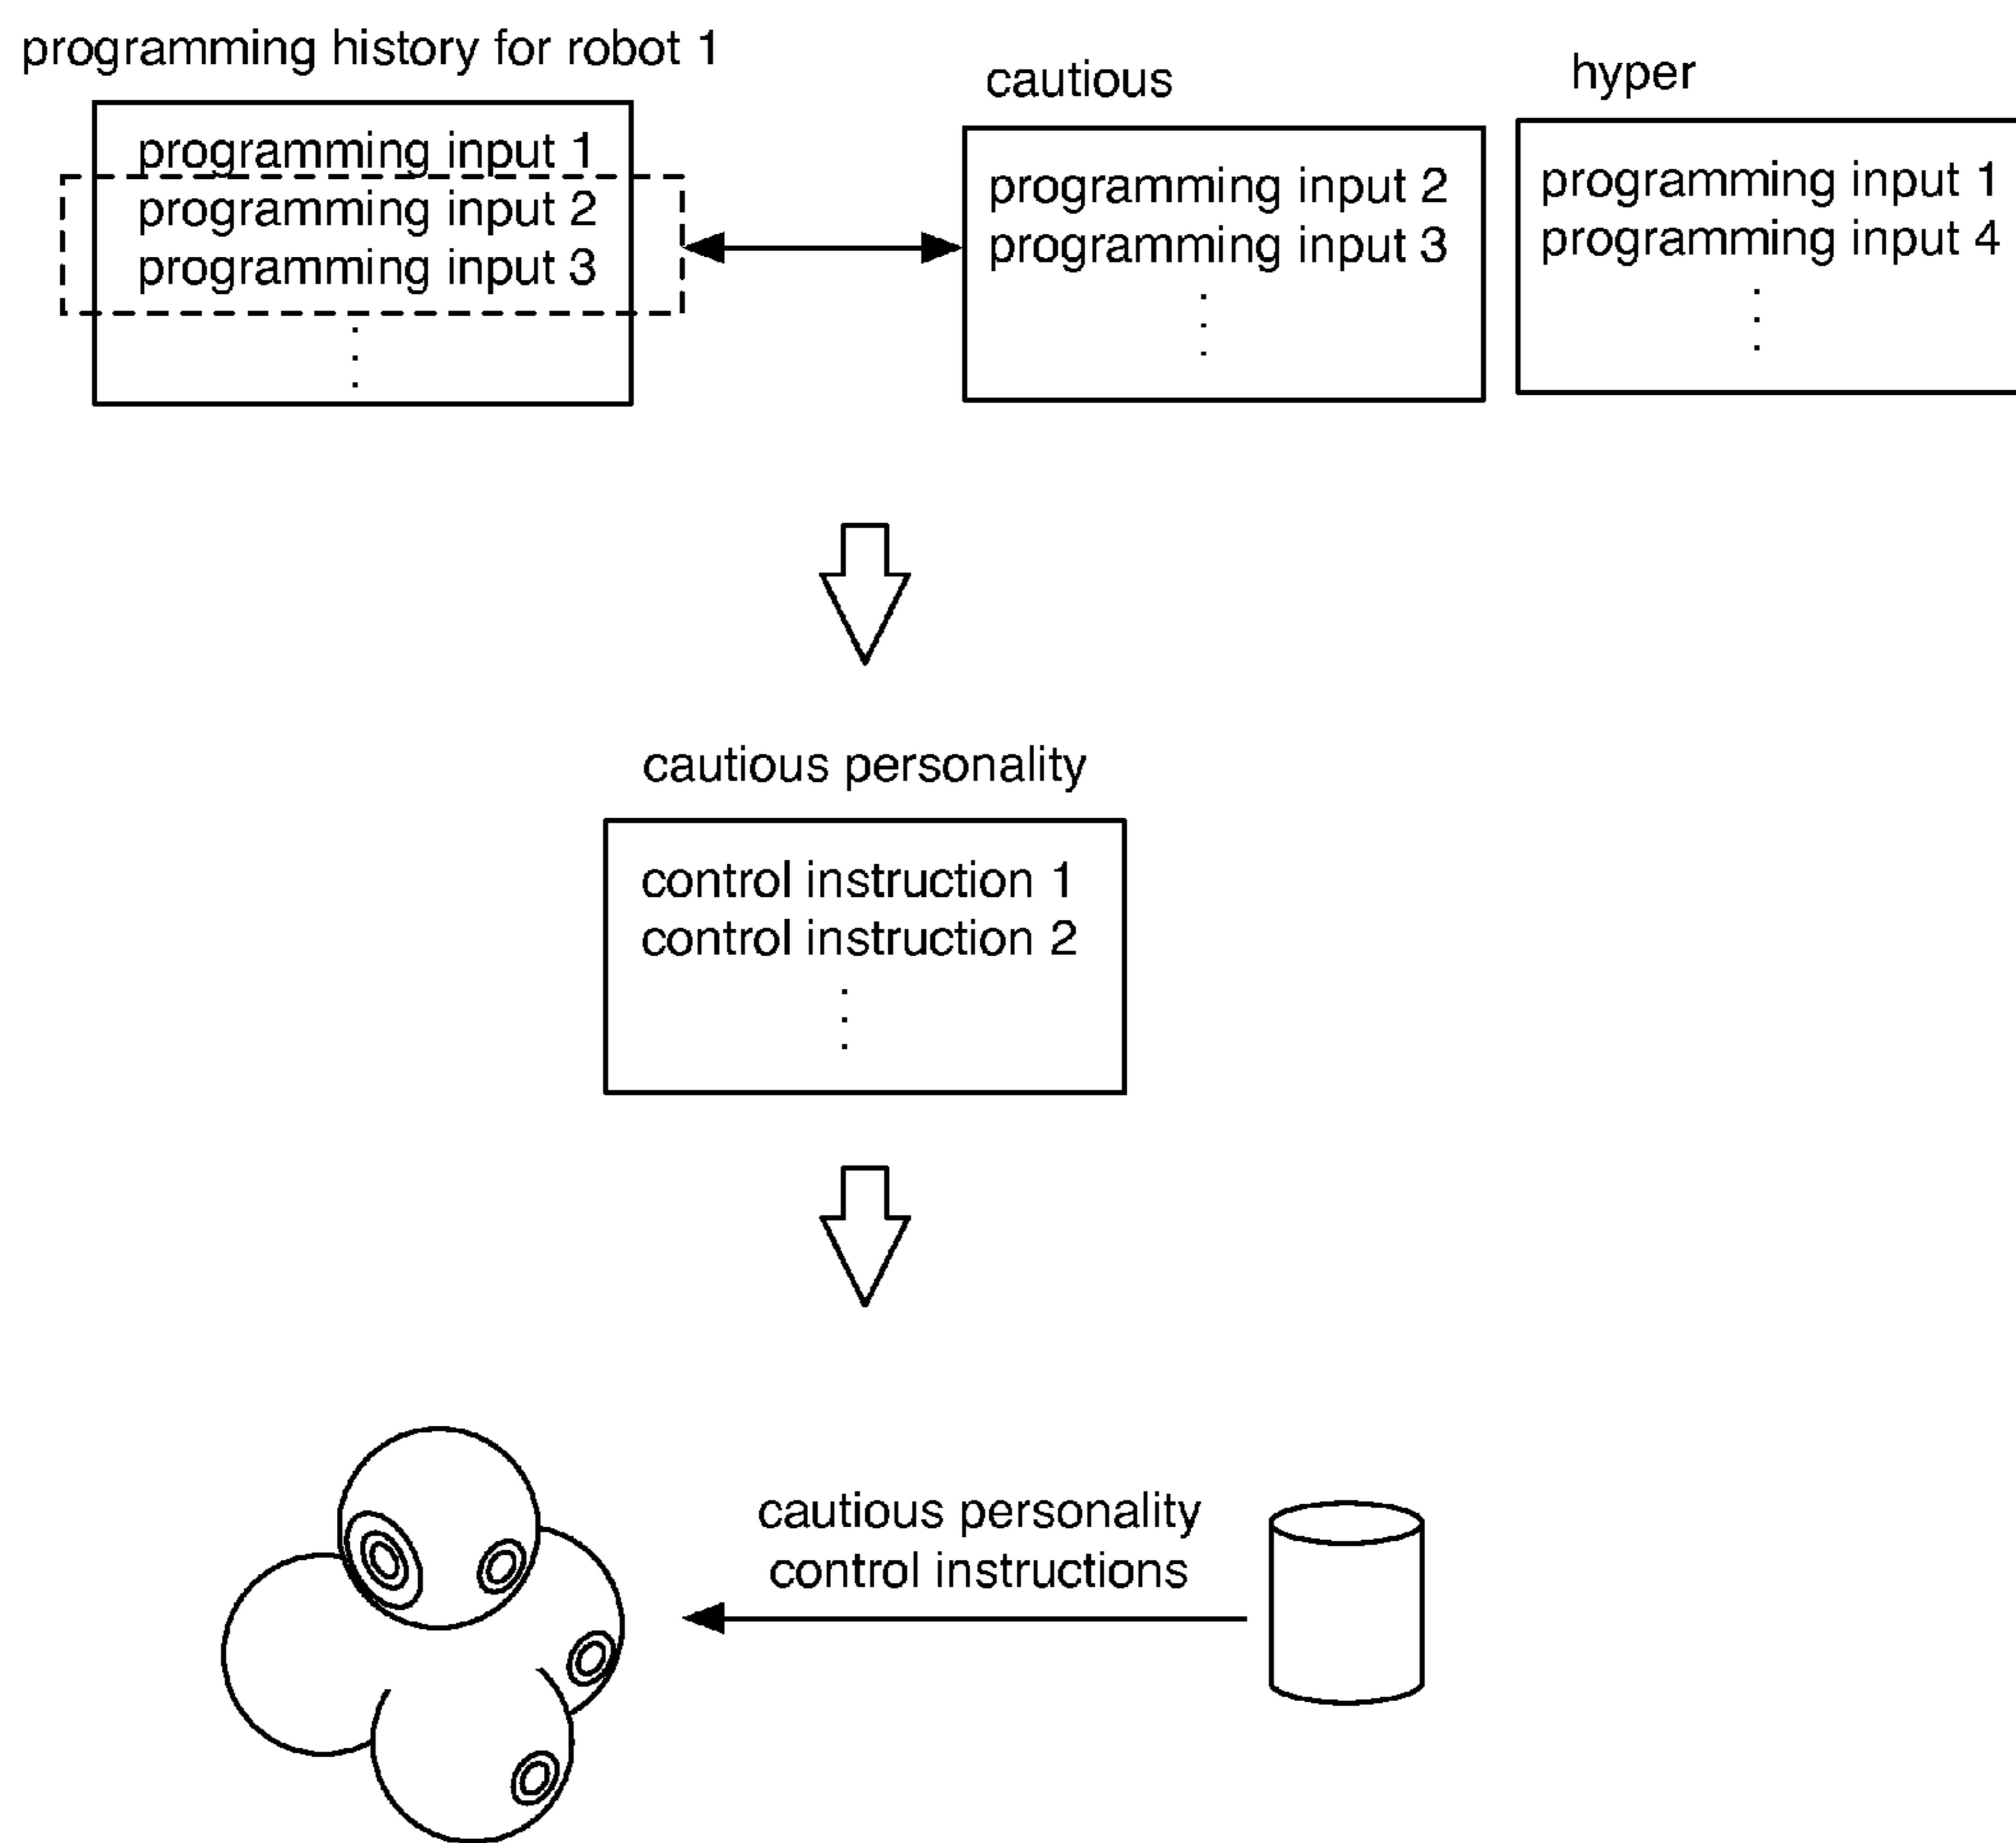 programming history for robot 1
programming input 1
programming input 2
programming input 3
cautious
programming input 2
programming input 3
hyper
programming input 1
programming input 4
cautious personality
control instruction 1
control instruction 2
cautious personality
control instructions